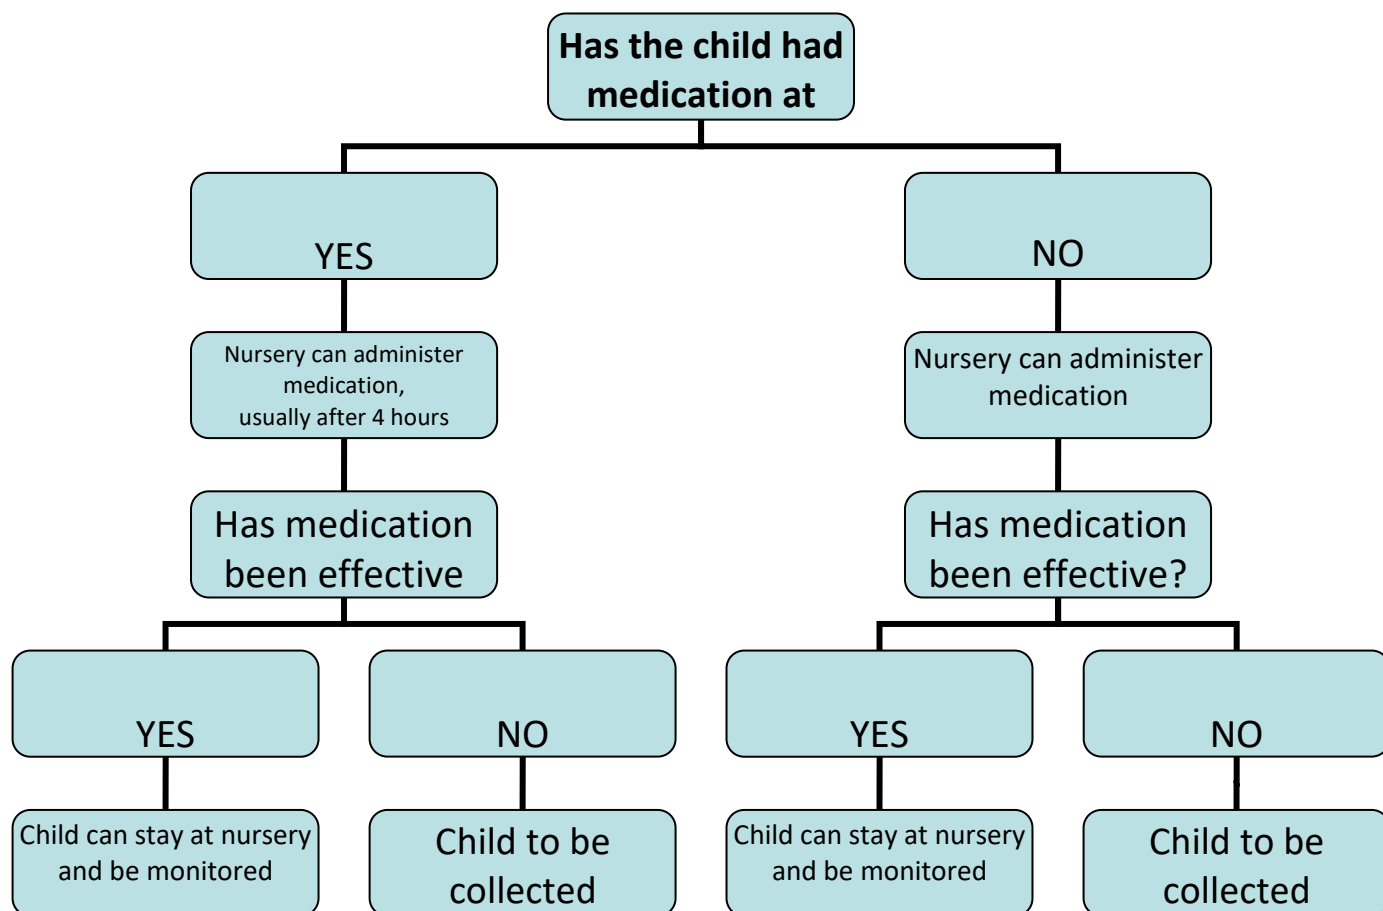 Has the child had
medication at
YES
NO
Nursery can administer
medication,
usually after 4 hours
Nursery can administer
medication
Has medication
been effective
Has medication
been effective?
YES
NO
YES
NO
Child can stay at nursery
and be monitored
Child to be
collected
Child can stay at nursery
and be monitored
Child to be
collected